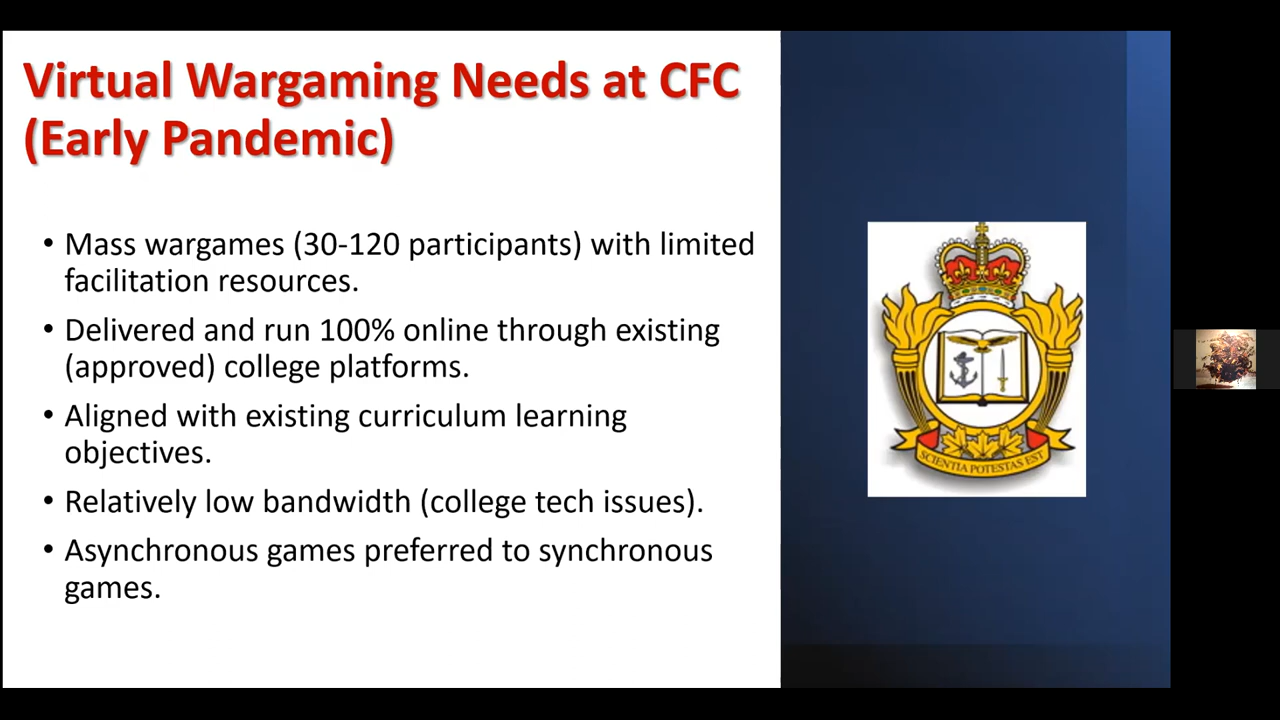 Virtual Wargaming Needs at CFC
(Early Pandemic)
• Mass wargames (30-120 participants) with limited
facilitation resources.
• Delivered and run 100% online through existing
(approved) college platforms.
• Aligned with existing curriculum learning
objectives.
• Relatively low bandwidth (college tech issues).
• Asynchronous games preferred to synchronous
games.
SCIENTIA POTESTAS EST